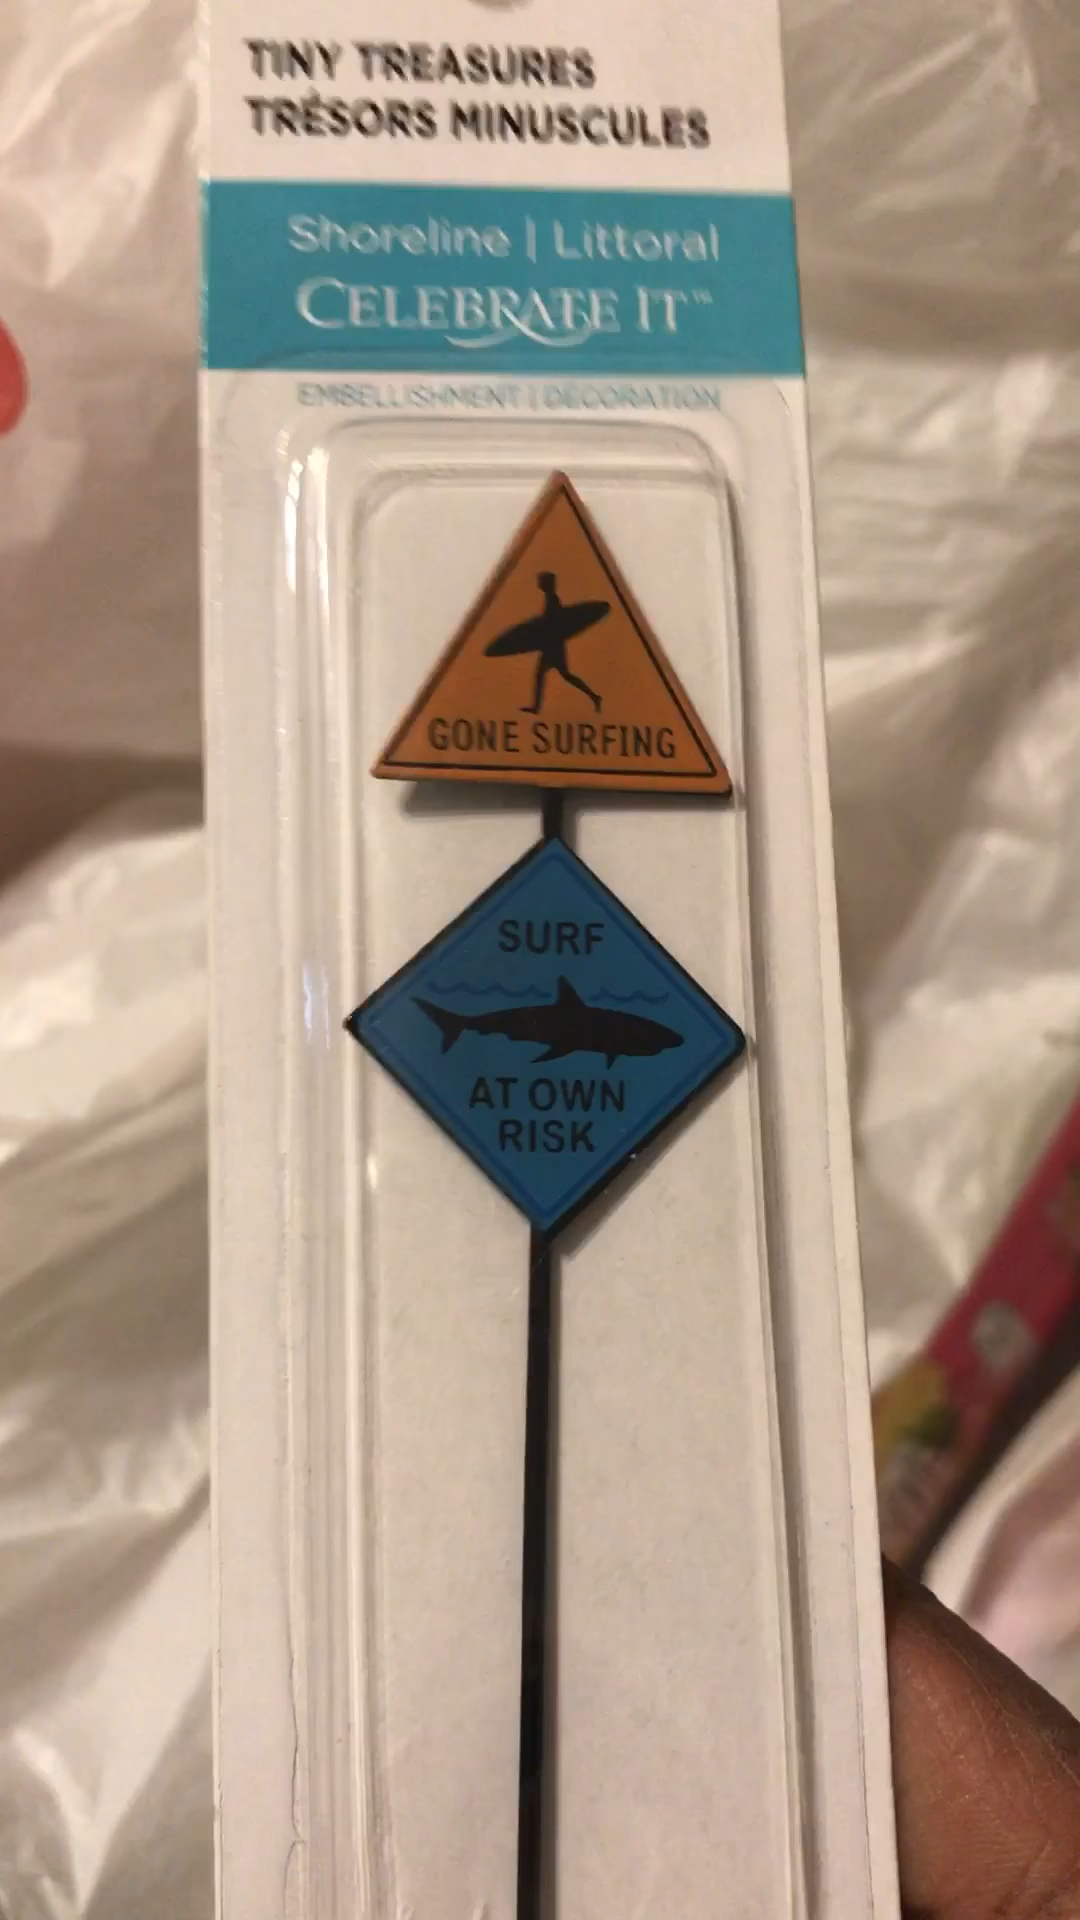 TINY TREASURES
TRÉSORS MINUSCULES
Shoreline | Littoral
CELEBRATE IT™
EMBELLISHMENT | DÉCORATION
GONE SURFING
SURF
AT OWN
RISK